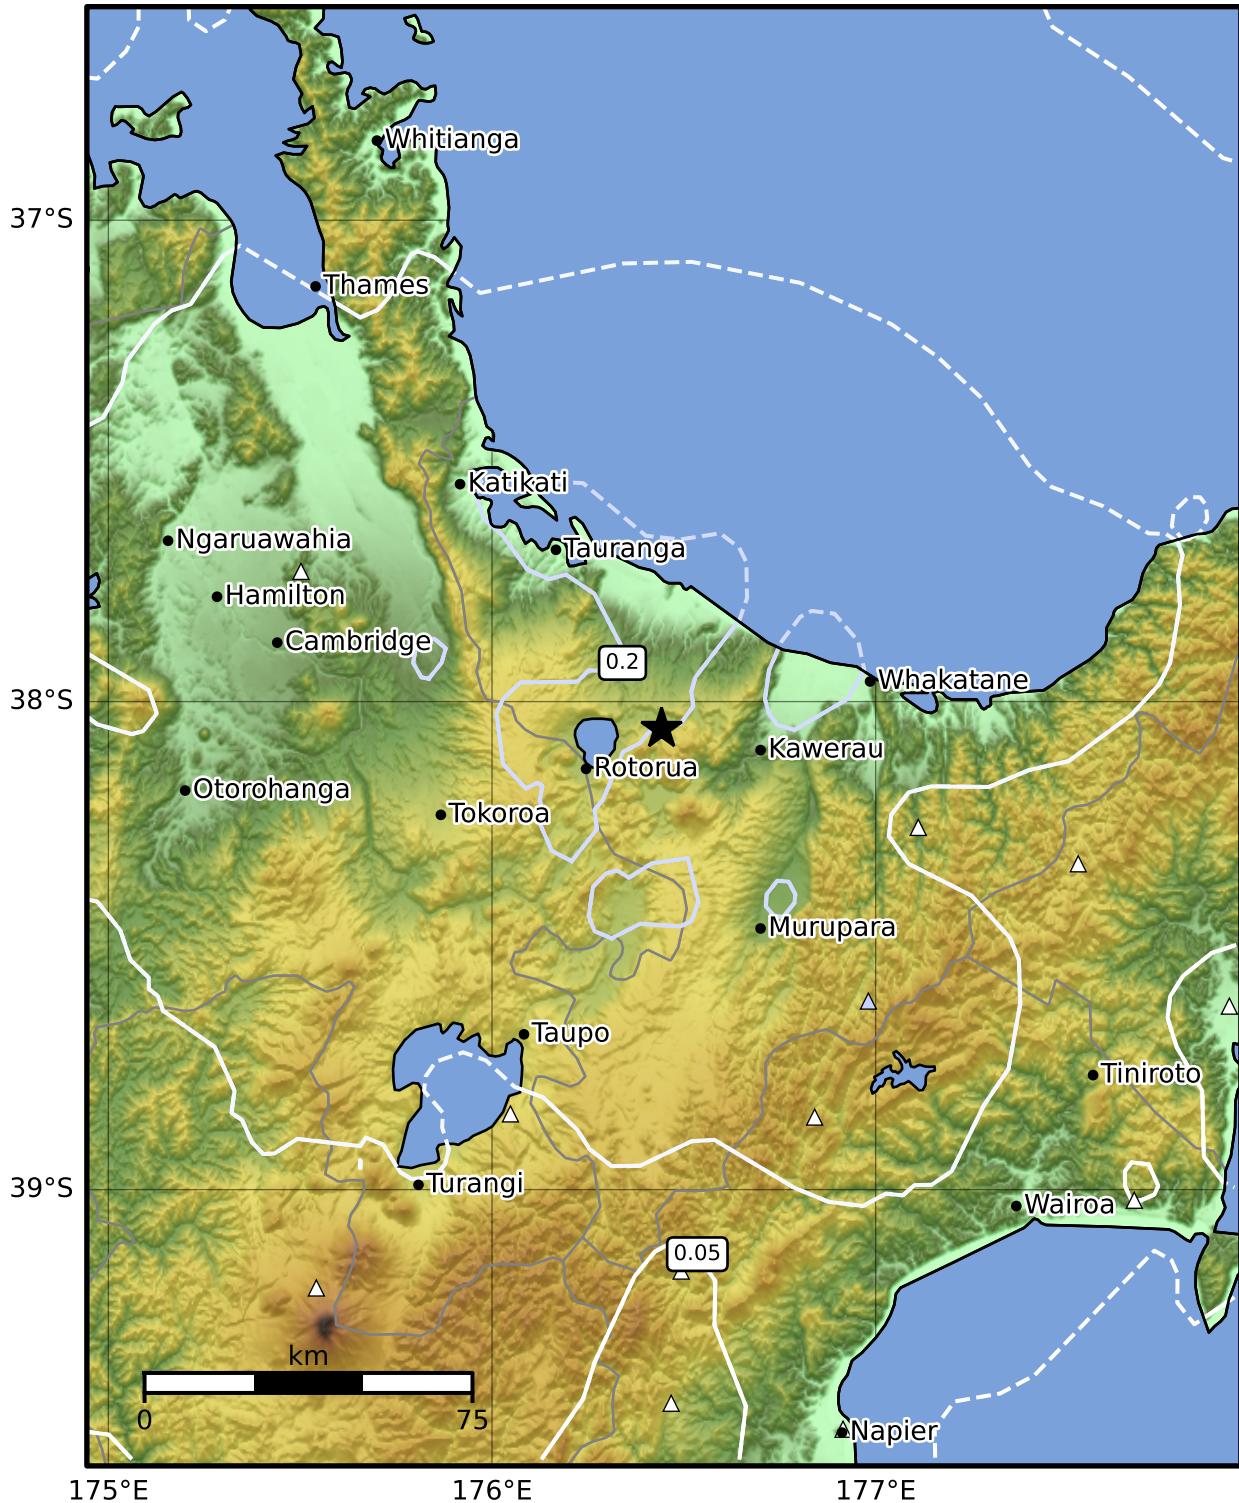 Whitianga
37°S
Thames
Katikati
Ngaruawahia
Tauranga
Hamilton
Cambridge
0.2
Whakatane
Kawerau
Rotorua
Otorohanga
Tokoroa
Murupara
Taupo
Tiniroto
39°S
Turangi
Wairoa
0.05
km
0
75
Napier
38°S
175°E
176°E
177°E